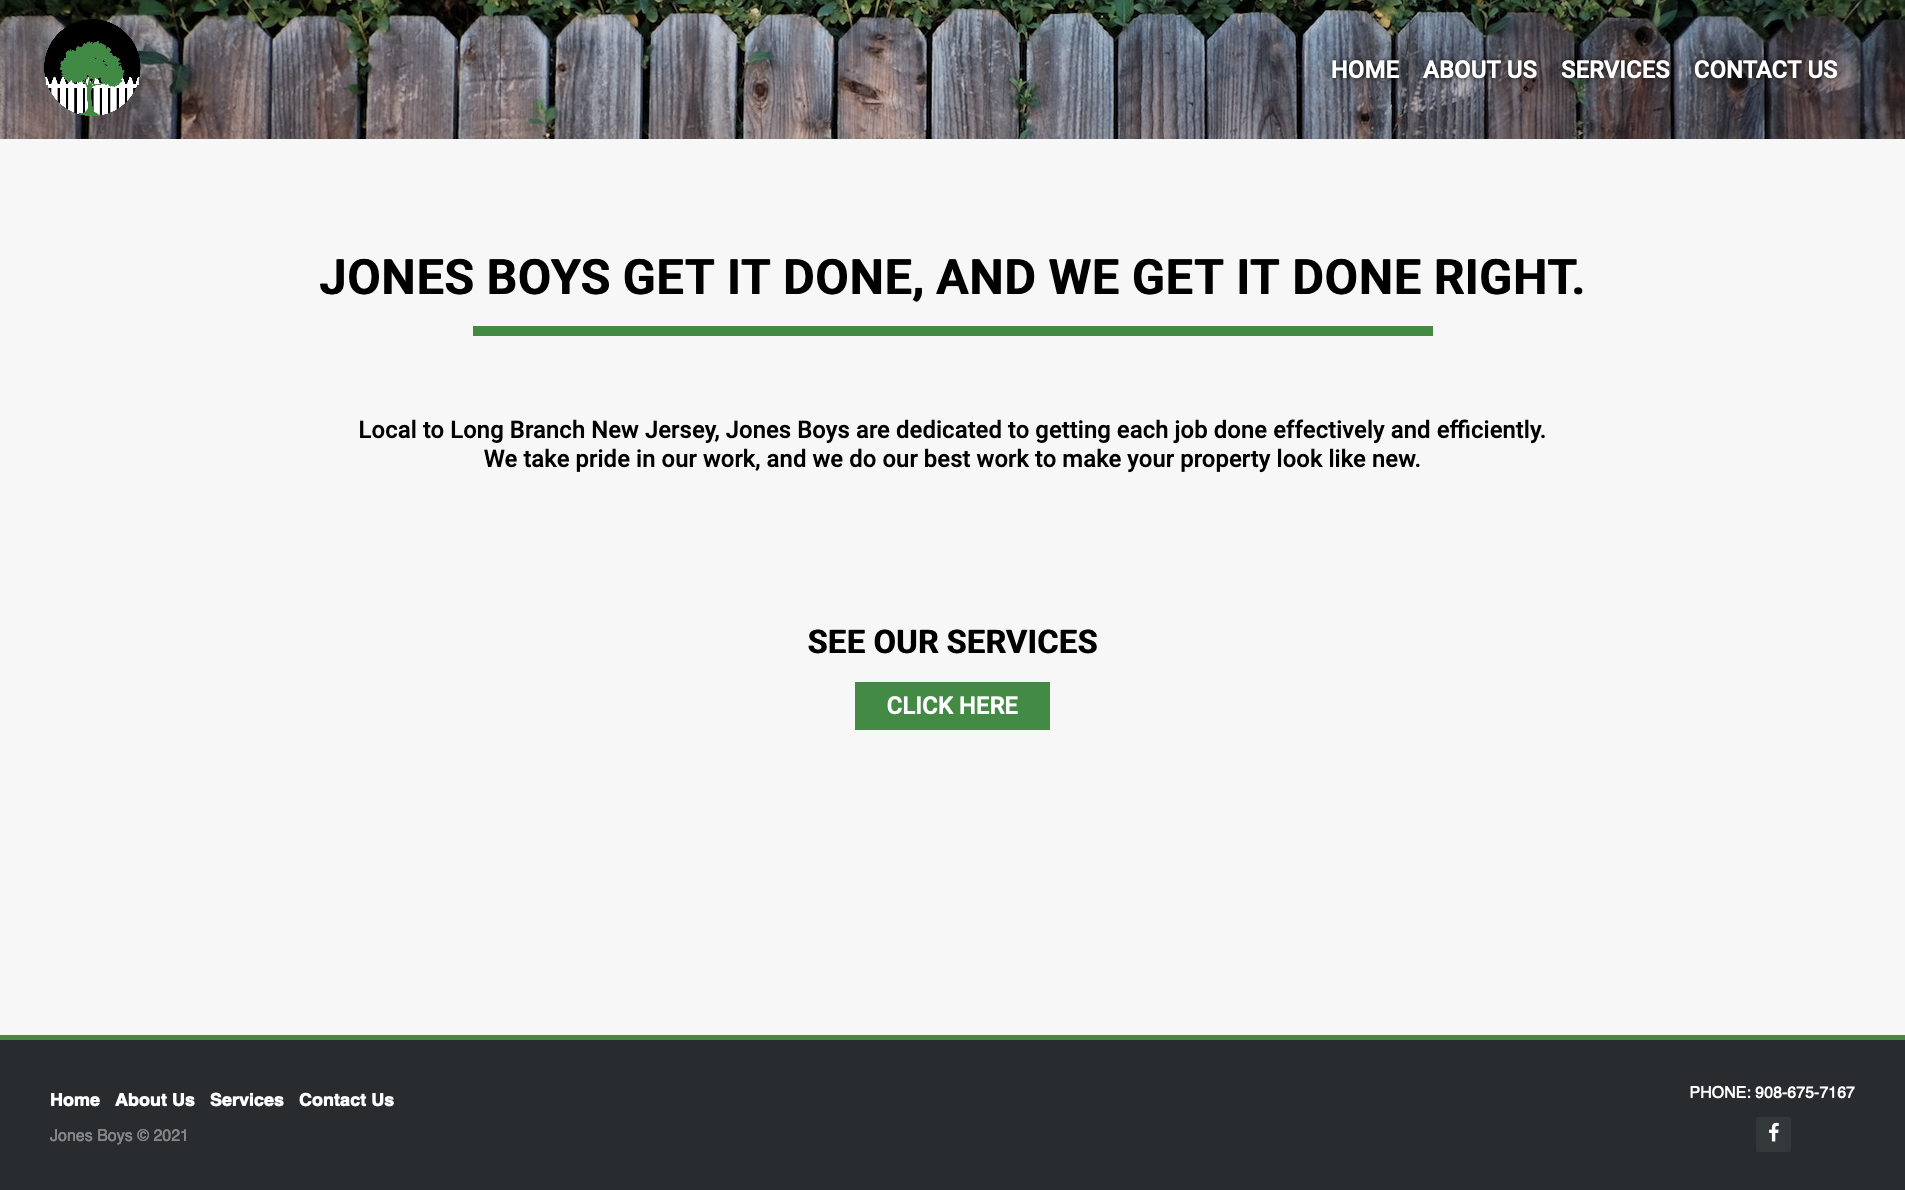 HOME ABOUT US SERVICES CONTACT US
JONES BOYS GET IT DONE, AND WE GET IT DONE RIGHT.
Local to Long Branch New Jersey, Jones Boys are dedicated to getting each job done effectively and efficiently.
We take pride in our work, and we do our best work to make your property look like new.
SEE OUR SERVICES
CLICK HERE
Home About Us Services Contact Us
Jones Boys © 2021
PHONE: 908-675-7167